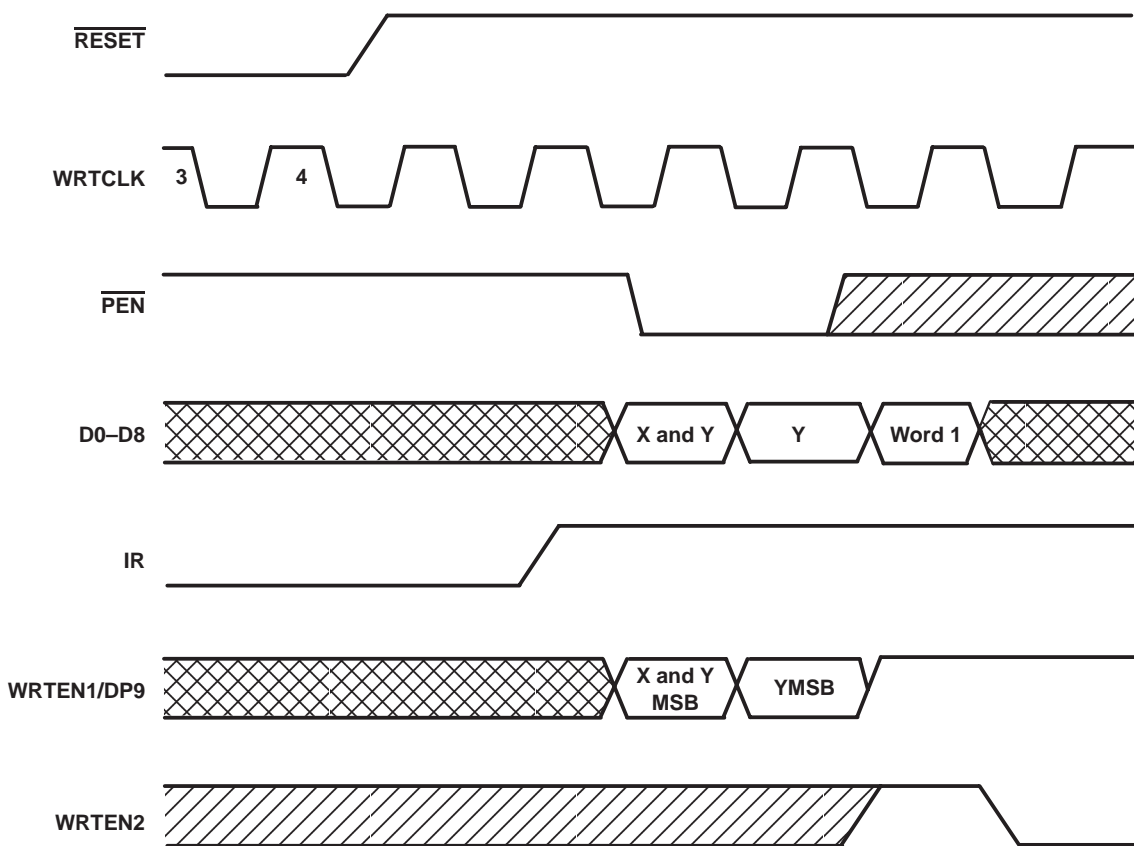 RESET
WRTCLK 3 4
PEN
D0–D8 X and Y Y Word 1
IR
WRTEN1/DP9 X and Y MSB YMSB
WRTEN2